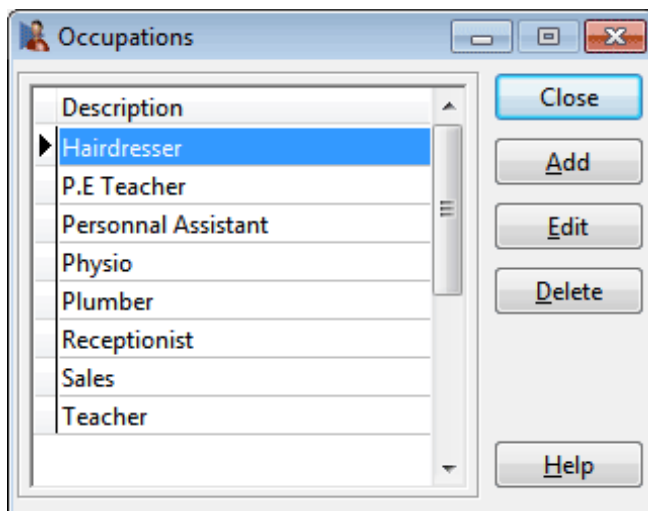 Occupations
Description
Hairdresser
P.E Teacher
Personnal Assistant
Physio
Plumber
Receptionist
Sales
Teacher
Close
Add
Edit
Delete
Help